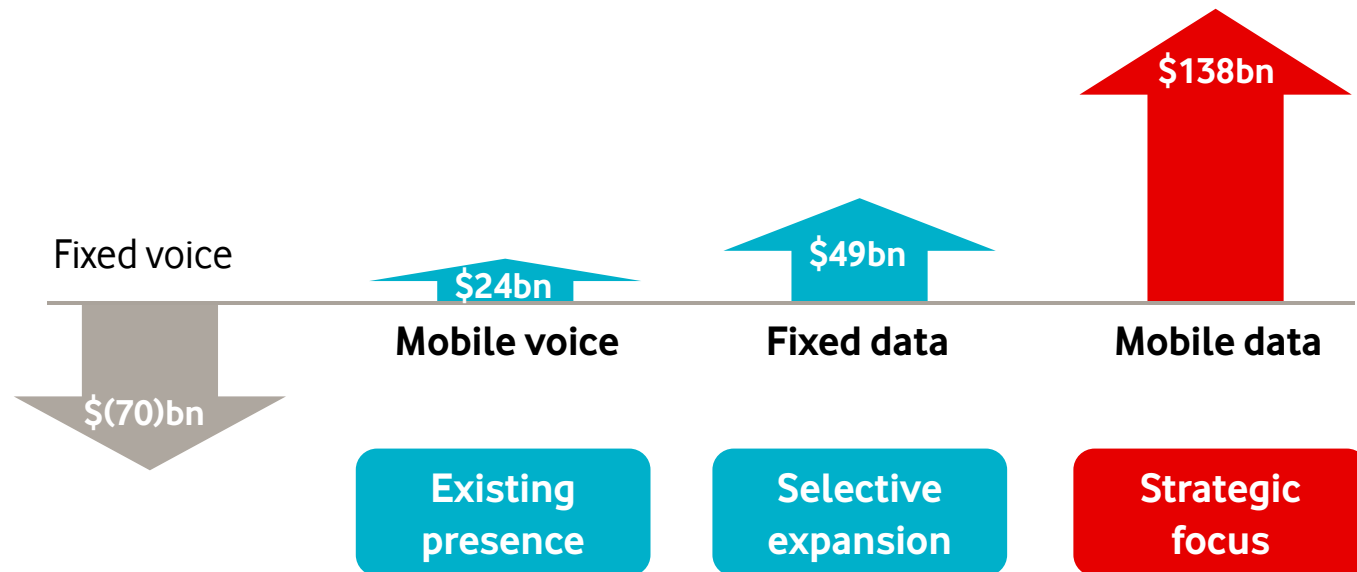 $138bn
Fixed voice
$49bn
$24bn
Mobile voice
Fixed data
Mobile data
$(70)bn
Existing
presence
Selective
expansion
Strategic
focus